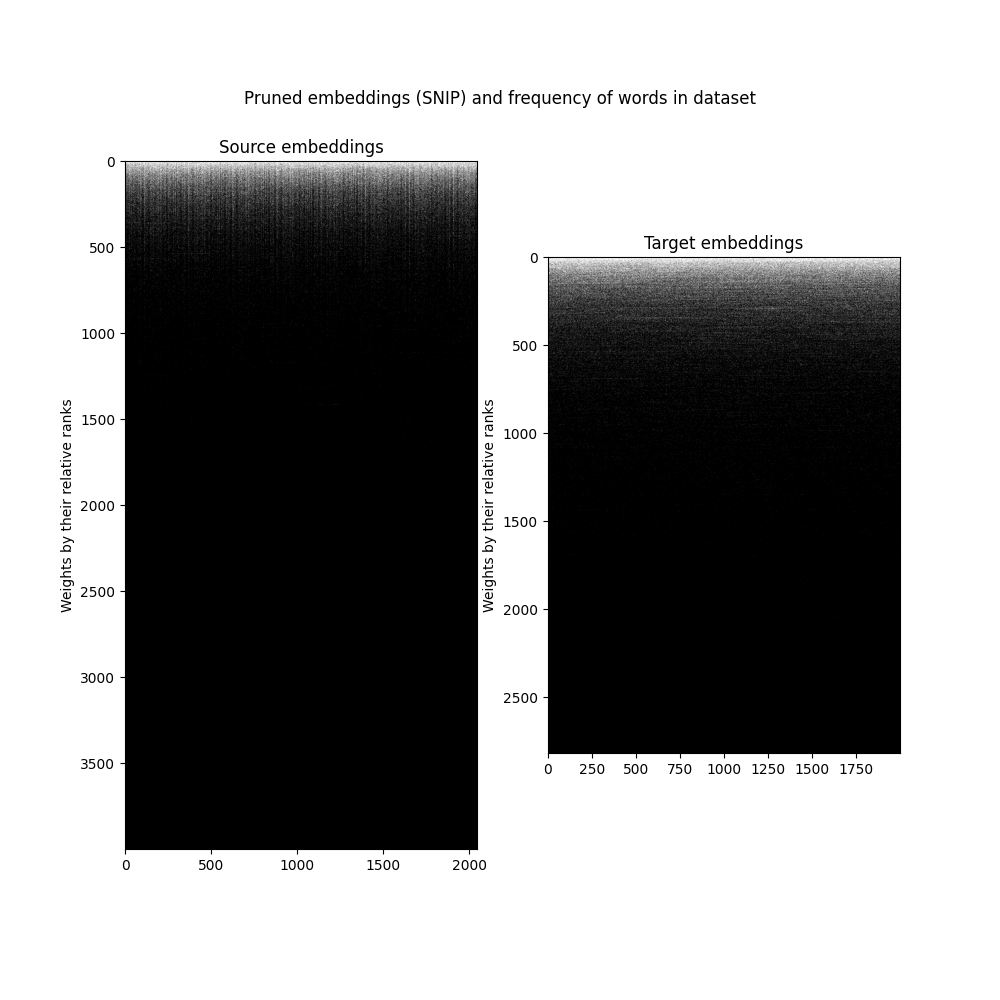 Pruned embeddings (SNIP) and frequency of words in dataset
Source embeddings
0
500
1000
1500
2000
2500
3000
3500
Weights by their relative ranks
0 500 1000 1500 2000
Target embeddings
0
500
1000
1500
2000
2500
Weights by their relative ranks
0 250 500 750 1000 1250 1500 1750